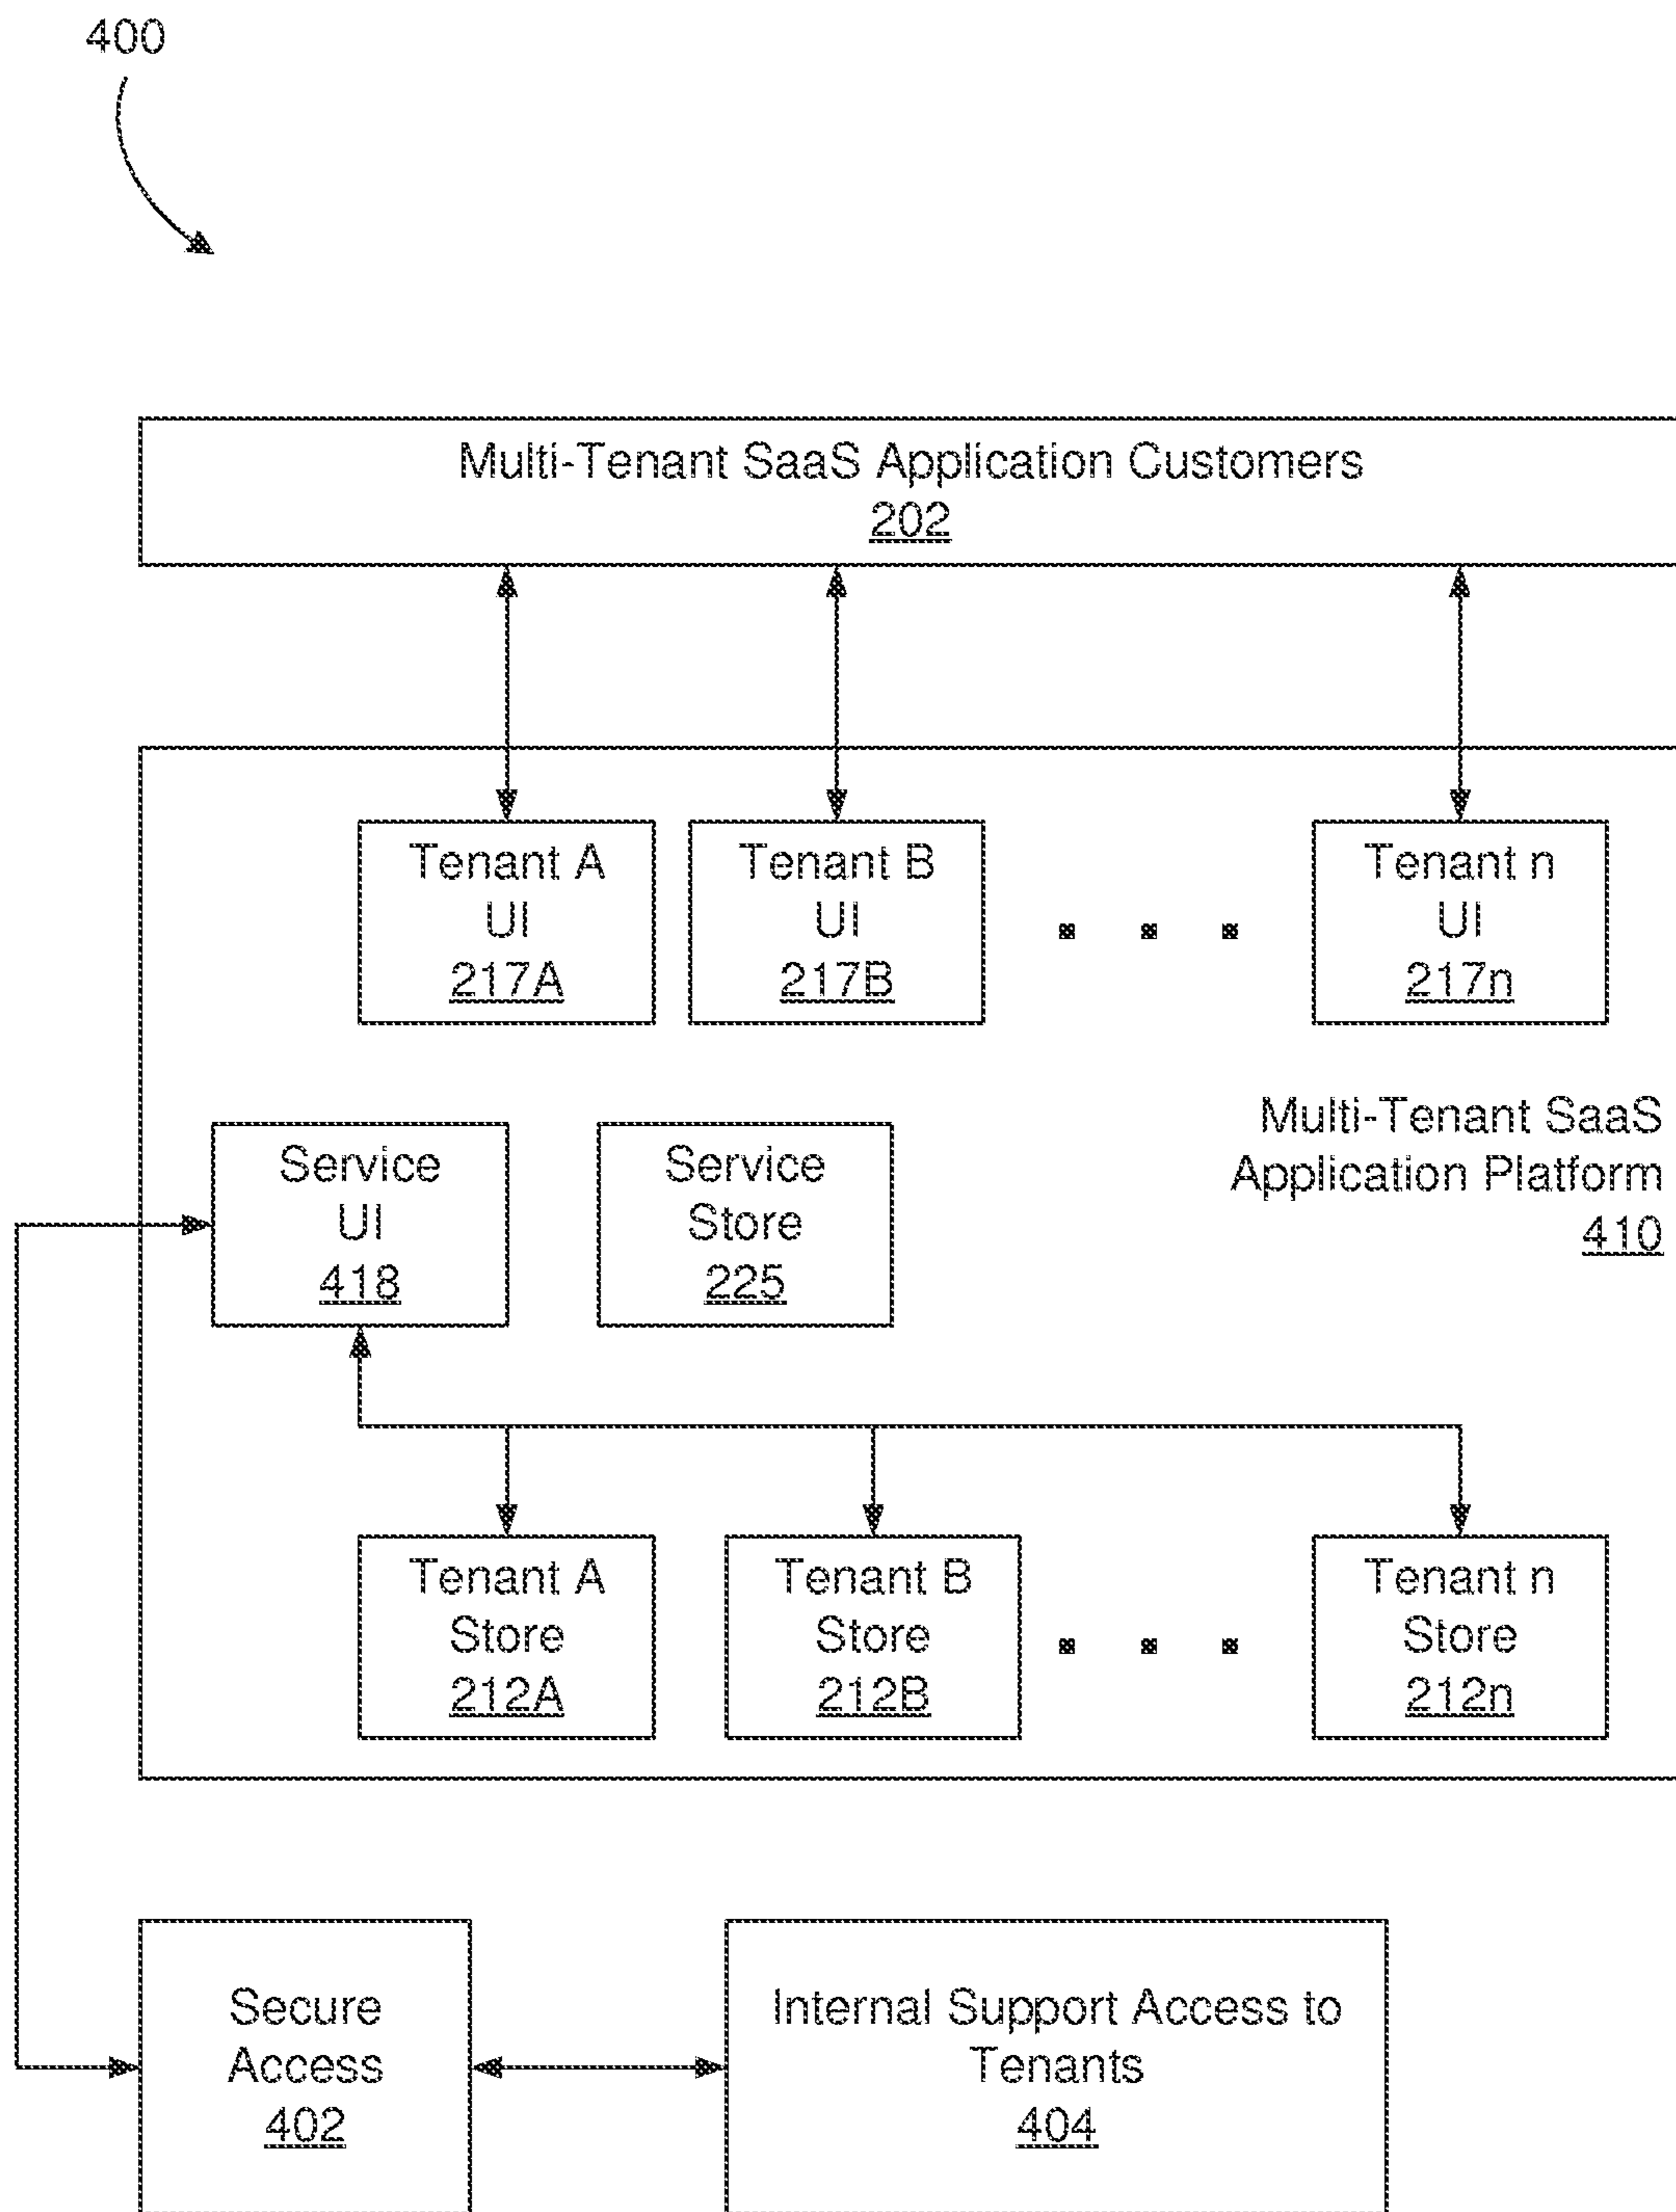 400
Multi-Tenant SaaS Application Customers
202
Tenant A
UI
217A
Tenant B
UI
217B
Tenant n
UI
217n
Service
UI
418
Service
Store
225
Multi-Tenant SaaS
Application Platform
410
Tenant A
Store
212A
Tenant B
Store
212B
Tenant n
Store
212n
Secure
Access
402
Internal Support Access to
Tenants
404